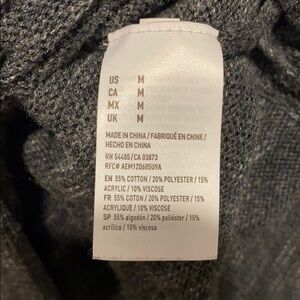 US M
CA M
MX M
UK M
MADE IN CHINA / FABRIQUÉ EN CHINE /
HECHO EN CHINA
RN 54485/CA 03873
RFC# AEM120605U9A
EN 55% COTTON / 20% POLYESTER / 15%
ACRYLIC / 10% VISCOSE
FR 55% COTON / 20% POLYESTER / 15%
ACRYLIQUE / 10% VISCOSE
SP 55% algodón / 20% poliéster / 15%
acrílico / 10% viscosa